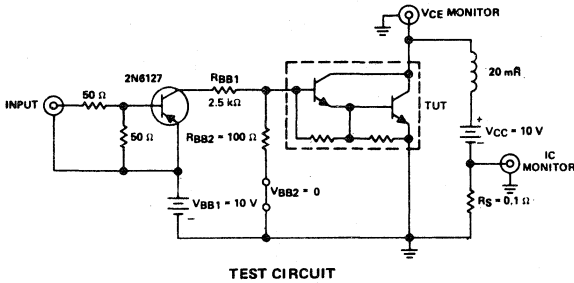 VCE MONITOR
2N6127
RBB1
2.5 kΩ
50 Ω
INPUT
50 Ω
RBB2 = 100 Ω
TUT
20 mH
+
VCC = 10 V
-
IC
MONITOR
VBB2 = 0
VBB1 = 10 V
-
RS = 0.1 Ω
TEST CIRCUIT